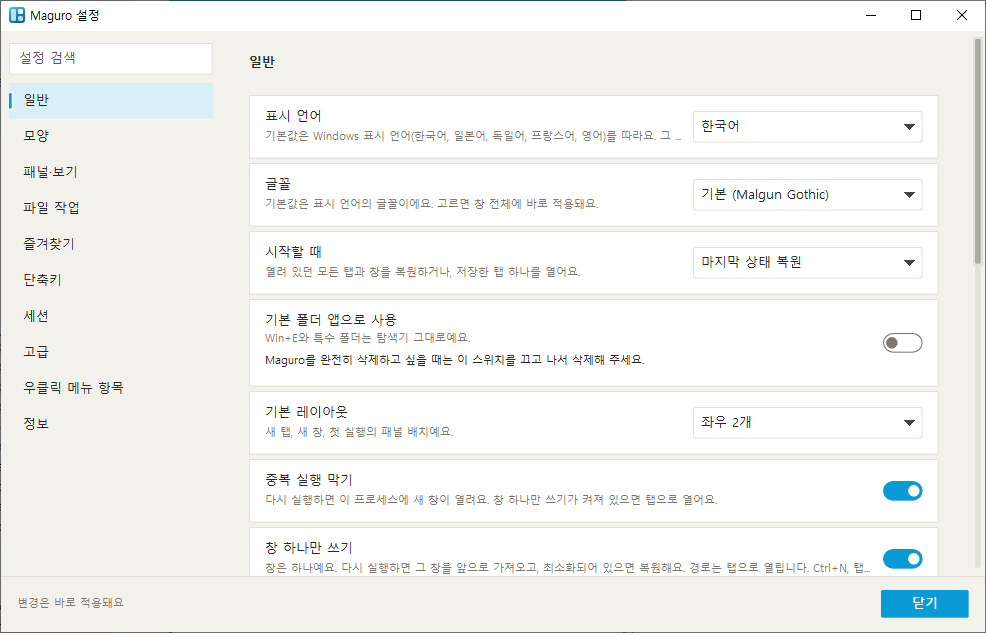 Maguro 설정
설정 검색
일반
모양
패널·보기
파일 작업
즐겨찾기
단축키
세션
고급
우클릭 메뉴 항목
정보
일반
표시 언어
기본값은 Windows 표시 언어(한국어, 일본어, 독일어, 프랑스어, 영어)를 따라요. 그 ...
한국어
글꼴
기본값은 표시 언어의 글꼴이에요. 고르면 창 전체에 바로 적용돼요.
기본 (Malgun Gothic)
시작할 때
열려 있던 모든 탭과 창을 복원하거나, 저장한 탭 하나를 열어요.
마지막 상태 복원
기본 폴더 앱으로 사용
Win+E와 특수 폴더는 탐색기 그대로예요.
Maguro를 완전히 삭제하고 싶을 때는 이 스위치를 끄고 나서 삭제해 주세요.
기본 레이아웃
새 탭, 새 창, 첫 실행의 패널 배치예요.
좌우 2개
중복 실행 막기
다시 실행하면 이 프로세스에 새 창이 열려요. 창 하나만 쓰기가 켜져 있으면 탭으로 열어요.
창 하나만 쓰기
창은 하나예요. 다시 실행하면 그 창을 앞으로 가져오고, 최소화되어 있으면 복원해요. 경로는 탭으로 열립니다. Ctrl+N, 탭...
변경은 바로 적용돼요
닫기